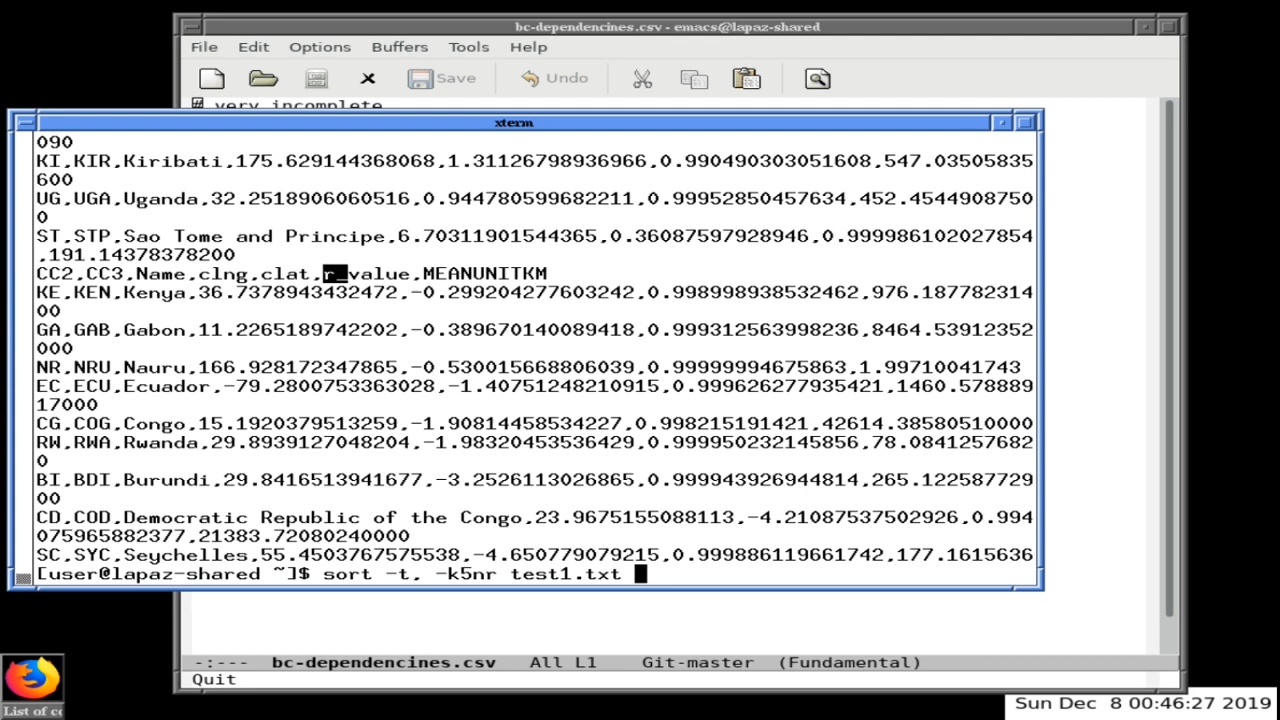 bc-dependencines.csv - emacs@lapaz-shared
File Edit Options Buffers Tools Help
Save Undo
# very incomplete
xterm
090
KI,KIR,Kiribati,175.629144368068,1.31126798936966,0.990490303051608,547.03505835
600
UG,UGA,Uganda,32.2518906060516,0.944780599682211,0.99952850457634,452.4544908750
0
ST,STP,Sao Tome and Principe,6.70311901544365,0.36087597928946,0.999986102027854
,191.14378378200
CC2,CC3,Name,clng,clat,r_value,MEANUNITKM
KE,KEN,Kenya,36.7378943432472,-0.299204277603242,0.998998938532462,976.187782314
00
GA,GAB,Gabon,11.2265189742202,-0.389670140089418,0.999312563998236,8464.53912352
000
NR,NRU,Nauru,166.928172347865,-0.530015668806039,0.99999994675863,1.99710041743
EC,ECU,Ecuador,-79.2800753363028,-1.40751248210915,0.999626277935421,1460.578889
17000
CG,COG,Congo,15.1920379513259,-1.90814458534227,0.998215191421,42614.38580510000
RW,RWA,Rwanda,29.8939127048204,-1.98320453536429,0.999950232145856,78.0841257682
0
BI,BDI,Burundi,29.8416513941677,-3.2526113026865,0.999943926944814,265.122587729
00
CD,COD,Democratic Republic of the Congo,23.9675155088113,-4.21087537502926,0.994
075965882377,21383.72080240000
SC,SYC,Seychelles,55.4503767575538,-4.650779079215,0.999886119661742,177.1615636
[user@lapaz-shared ~]$ sort -t, -k5nr test1.txt
-:--- bc-dependencines.csv All L1 Git-master (Fundamental)
Quit
List of co
Sun Dec 8 00:46:27 2019